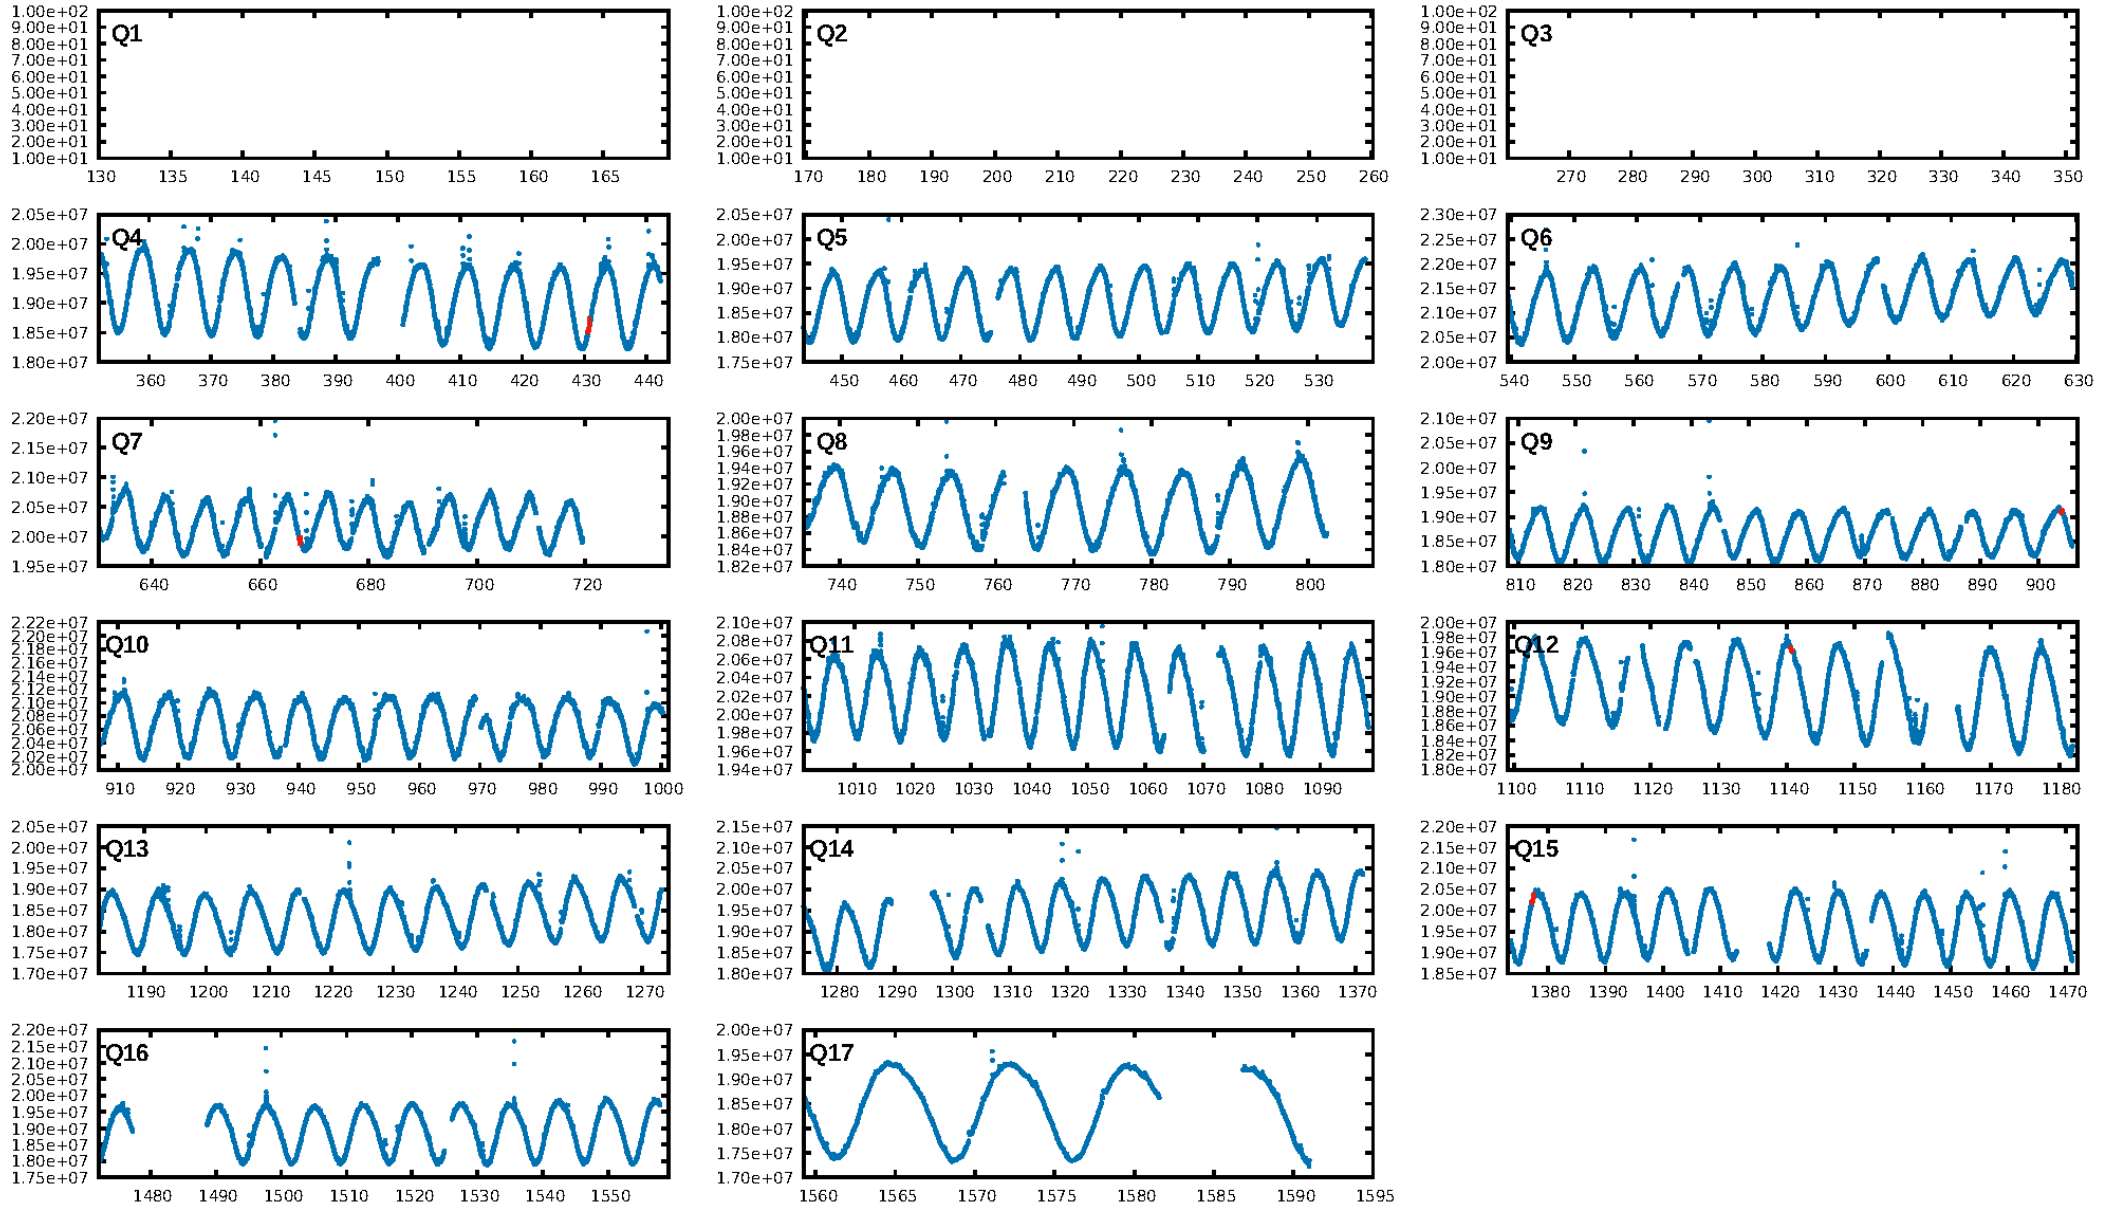 1.00e+02 9.00e+01 8.00e+01 7.00e+01 6.00e+01 5.00e+01 4.00e+01 3.00e+01 2.00e+01 1.00e+01
Q1
130 135 140 145 150 155 160 165
1.00e+02 9.00e+01 8.00e+01 7.00e+01 6.00e+01 5.00e+01 4.00e+01 3.00e+01 2.00e+01 1.00e+01
Q2
170 180 190 200 210 220 230 240 250 260
1.00e+02 9.00e+01 8.00e+01 7.00e+01 6.00e+01 5.00e+01 4.00e+01 3.00e+01 2.00e+01 1.00e+01
Q3
270 280 290 300 310 320 330 340 350
2.05e+07 2.00e+07 1.95e+07 1.90e+07 1.85e+07 1.80e+07
Q4
360 370 380 390 400 410 420 430 440
2.05e+07 2.00e+07 1.95e+07 1.90e+07 1.85e+07 1.80e+07 1.75e+07
Q5
450 460 470 480 490 500 510 520 530
2.30e+07 2.25e+07 2.20e+07 2.15e+07 2.10e+07 2.05e+07 2.00e+07
Q6
540 550 560 570 580 590 600 610 620 630
2.20e+07 2.15e+07 2.10e+07 2.05e+07 2.00e+07 1.95e+07
Q7
640 660 680 700 720
2.00e+07 1.98e+07 1.96e+07 1.94e+07 1.92e+07 1.90e+07 1.88e+07 1.86e+07 1.84e+07 1.82e+07
Q8
740 750 760 770 780 790 800
2.10e+07 2.05e+07 2.00e+07 1.95e+07 1.90e+07 1.85e+07 1.80e+07
Q9
810 820 830 840 850 860 870 880 890 900
2.22e+07 2.20e+07 2.18e+07 2.16e+07 2.14e+07 2.12e+07 2.10e+07 2.08e+07 2.06e+07 2.04e+07 2.02e+07 2.00e+07
Q10
910 920 930 940 950 960 970 980 990 1000
2.10e+07 2.08e+07 2.06e+07 2.04e+07 2.02e+07 2.00e+07 1.98e+07 1.96e+07 1.94e+07
Q11
1010 1020 1030 1040 1050 1060 1070 1080 1090
2.00e+07 1.98e+07 1.96e+07 1.94e+07 1.92e+07 1.90e+07 1.88e+07 1.86e+07 1.84e+07 1.82e+07 1.80e+07
Q12
1100 1110 1120 1130 1140 1150 1160 1170 1180
2.05e+07 2.00e+07 1.95e+07 1.90e+07 1.85e+07 1.80e+07 1.75e+07 1.70e+07
Q13
1190 1200 1210 1220 1230 1240 1250 1260 1270
2.15e+07 2.10e+07 2.05e+07 2.00e+07 1.95e+07 1.90e+07 1.85e+07 1.80e+07
Q14
1280 1290 1300 1310 1320 1330 1340 1350 1360 1370
2.20e+07 2.15e+07 2.10e+07 2.05e+07 2.00e+07 1.95e+07 1.90e+07 1.85e+07
Q15
1380 1390 1400 1410 1420 1430 1440 1450 1460 1470
2.20e+07 2.15e+07 2.10e+07 2.05e+07 2.00e+07 1.95e+07 1.90e+07 1.85e+07 1.80e+07 1.75e+07
Q16
1480 1490 1500 1510 1520 1530 1540 1550
2.00e+07 1.95e+07 1.90e+07 1.85e+07 1.80e+07 1.75e+07 1.70e+07
Q17
1560 1565 1570 1575 1580 1585 1590 1595